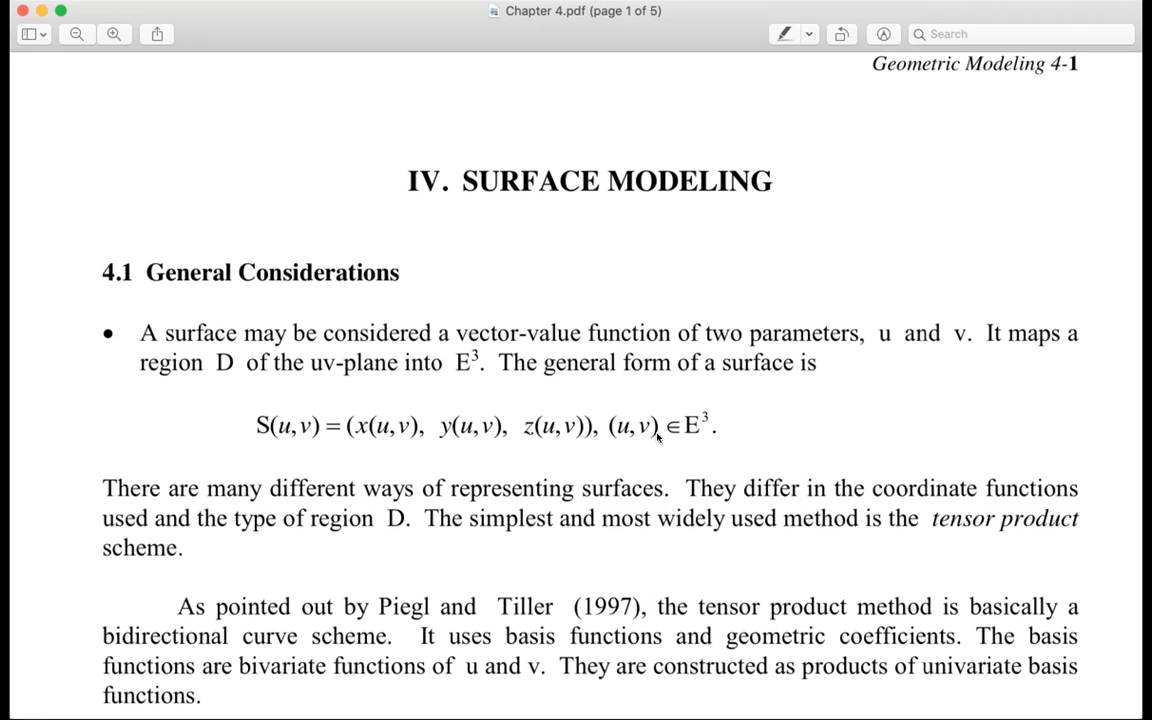 Chapter 4.pdf (page 1 of 5)
Search
Geometric Modeling 4-1
IV. SURFACE MODELING
4.1 General Considerations
• A surface may be considered a vector-value function of two parameters, u and v. It maps a
region D of the uv-plane into E³. The general form of a surface is
S(u,v) = (x(u,v), y(u,v), z(u,v)), (u,v) ∈ E³.
There are many different ways of representing surfaces. They differ in the coordinate functions
used and the type of region D. The simplest and most widely used method is the tensor product
scheme.
As pointed out by Piegl and Tiller (1997), the tensor product method is basically a
bidirectional curve scheme. It uses basis functions and geometric coefficients. The basis
functions are bivariate functions of u and v. They are constructed as products of univariate basis
functions.